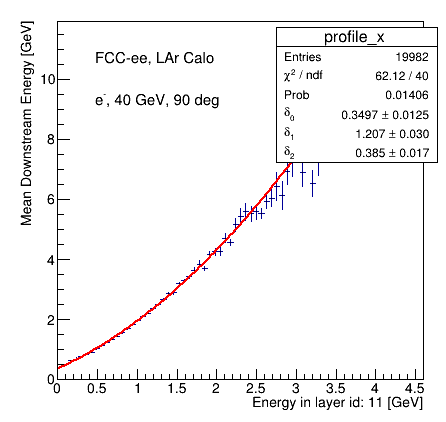 Mean Downstream Energy [GeV]
FCC-ee, LAr Calo
e⁻, 40 GeV, 90 deg
profile_x
Entries 19982
χ² / ndf 62.12 / 40
Prob 0.01406
δ₀ 0.3497 ± 0.0125
δ₁ 1.207 ± 0.030
δ₂ 0.385 ± 0.017
10
8
6
4
2
0
0 0.5 1 1.5 2 2.5 3 3.5 4 4.5
Energy in layer id: 11 [GeV]